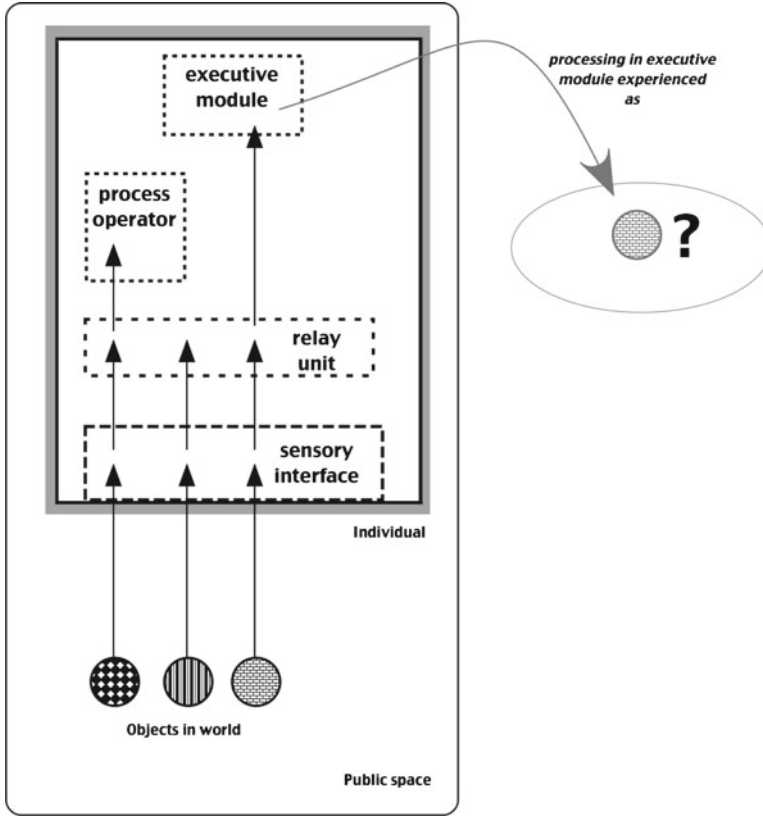 executive
module
processing in executive
module experienced
as
process
operator
?
relay
unit
sensory
interface
Individual
Objects in world
Public space